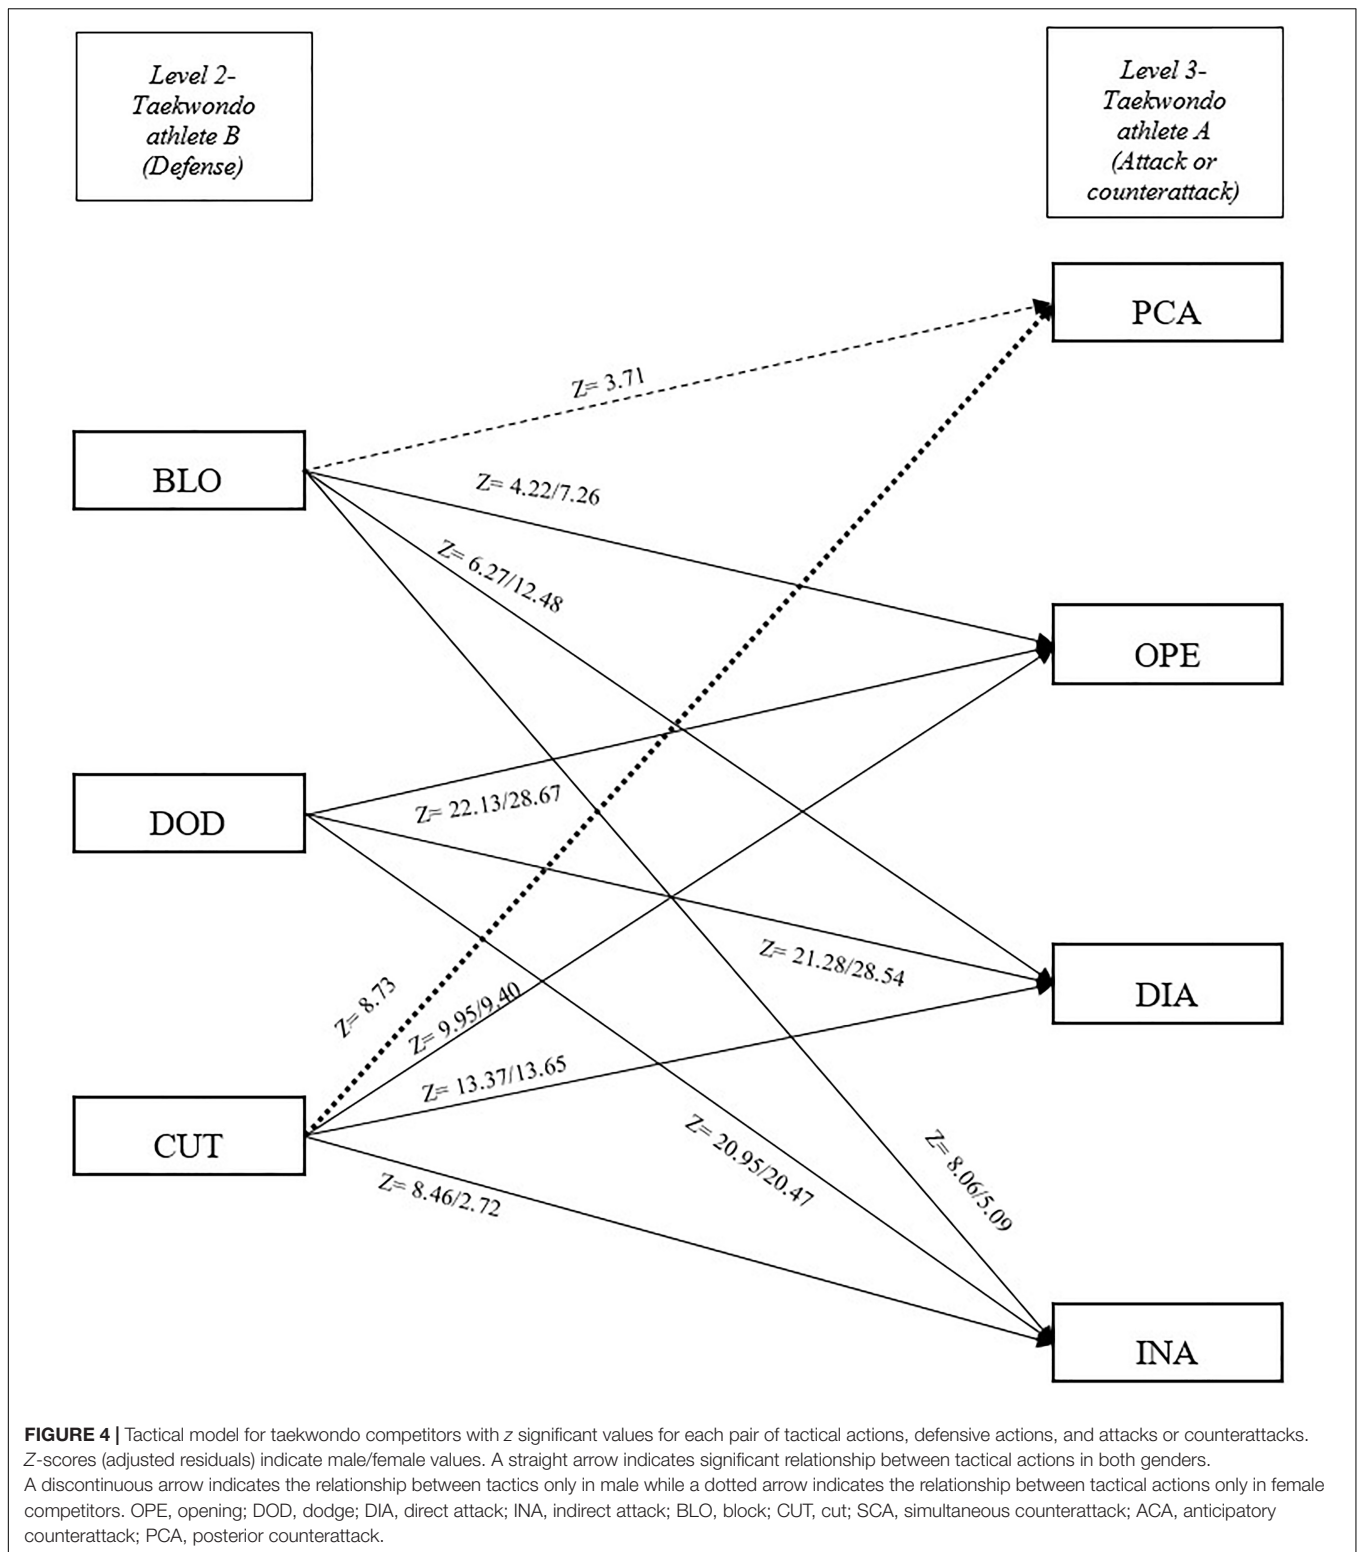 Level 2-
Taekwondo
athlete B
(Defense)
Level 3-
Taekwondo
athlete A
(Attack or
counterattack)
PCA
Z= 3.71
BLO
Z= 4.22/7.26
Z= 6.27/12.48
OPE
DOD
Z= 22.13/28.67
Z= 21.28/28.54
DIA
Z= 8.73
Z= 9.95/9.40
Z= 13.37/13.65
CUT
Z= 20.95/20.47
Z= 8.06/5.09
Z= 8.46/2.72
INA
FIGURE 4 | Tactical model for taekwondo competitors with z significant values for each pair of tactical actions, defensive actions, and attacks or counterattacks.
Z-scores (adjusted residuals) indicate male/female values. A straight arrow indicates significant relationship between tactical actions in both genders.
A discontinuous arrow indicates the relationship between tactics only in male while a dotted arrow indicates the relationship between tactical actions only in female
competitors. OPE, opening; DOD, dodge; DIA, direct attack; INA, indirect attack; BLO, block; CUT, cut; SCA, simultaneous counterattack; ACA, anticipatory
counterattack; PCA, posterior counterattack.